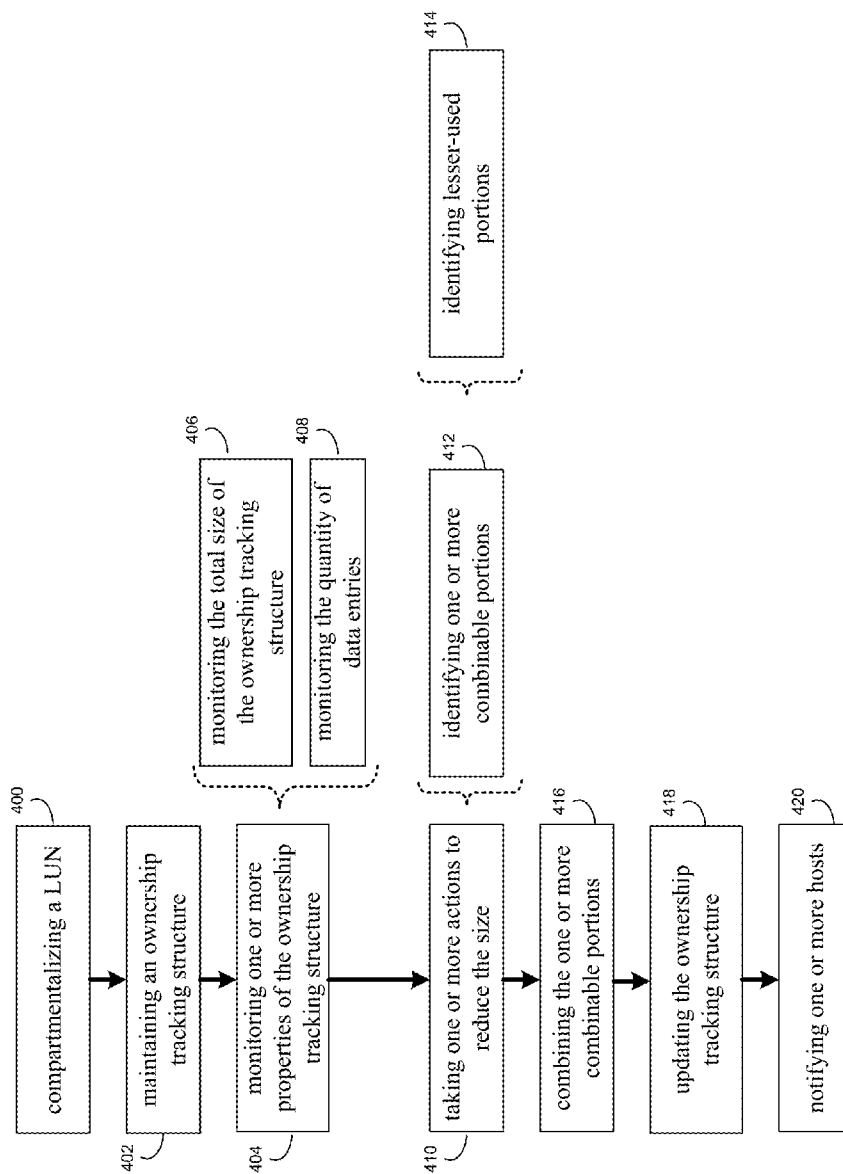 400
compartmentalizing a LUN
402
maintaining an ownership
tracking structure
404
monitoring one or more
properties of the ownership
tracking structure
406
monitoring the total size of
the ownership tracking
structure
408
monitoring the quantity of
data entries
410
taking one or more actions to
reduce the size
412
identifying one or more
combinable portions
414
identifying lesser-used
portions
416
combining the one or more
combinable portions
418
updating the ownership
tracking structure
420
notifying one or more hosts